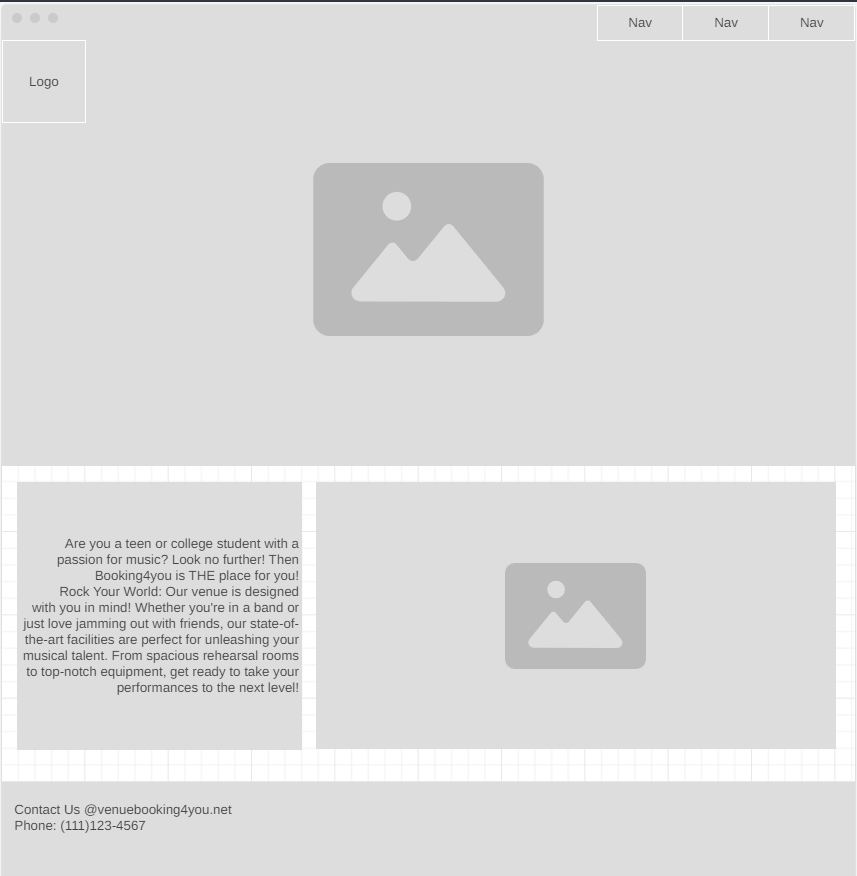 Nav
Nav
Nav
Logo
Are you a teen or college student with a
passion for music? Look no further! Then
Booking4you is THE place for you!
Rock Your World: Our venue is designed
with you in mind! Whether you're in a band or
just love jamming out with friends, our state-of-
the-art facilities are perfect for unleashing your
musical talent. From spacious rehearsal rooms
to top-notch equipment, get ready to take your
performances to the next level!
Contact Us @venuebooking4you.net
Phone: (111)123-4567